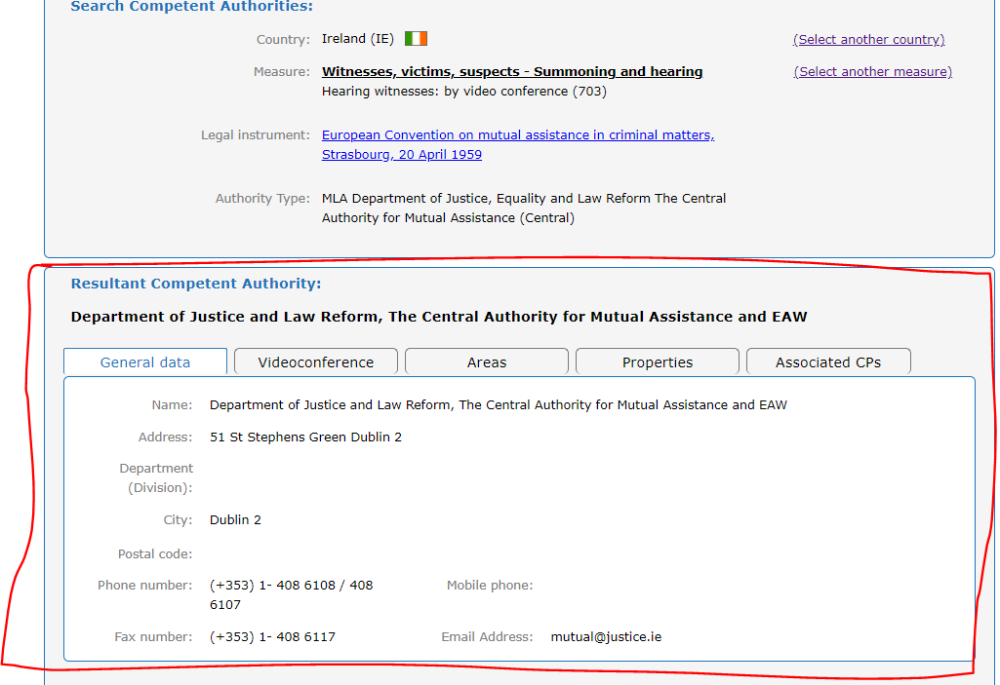 Search Competent Authorities:
Country: Ireland (IE) (Select another country)
Measure: Witnesses, victims, suspects - Summoning and hearing (Select another measure)
Hearing witnesses: by video conference (703)
Legal instrument: European Convention on mutual assistance in criminal matters,
Strasbourg, 20 April 1959
Authority Type: MLA Department of Justice, Equality and Law Reform The Central
Authority for Mutual Assistance (Central)
Resultant Competent Authority:
Department of Justice and Law Reform, The Central Authority for Mutual Assistance and EAW
General data Videoconference Areas Properties Associated CPs
Name: Department of Justice and Law Reform, The Central Authority for Mutual Assistance and EAW
Address: 51 St Stephens Green Dublin 2
Department
(Division):
City: Dublin 2
Postal code:
Phone number: (+353) 1- 408 6108 / 408 Mobile phone:
6107
Fax number: (+353) 1- 408 6117 Email Address: mutual@justice.ie